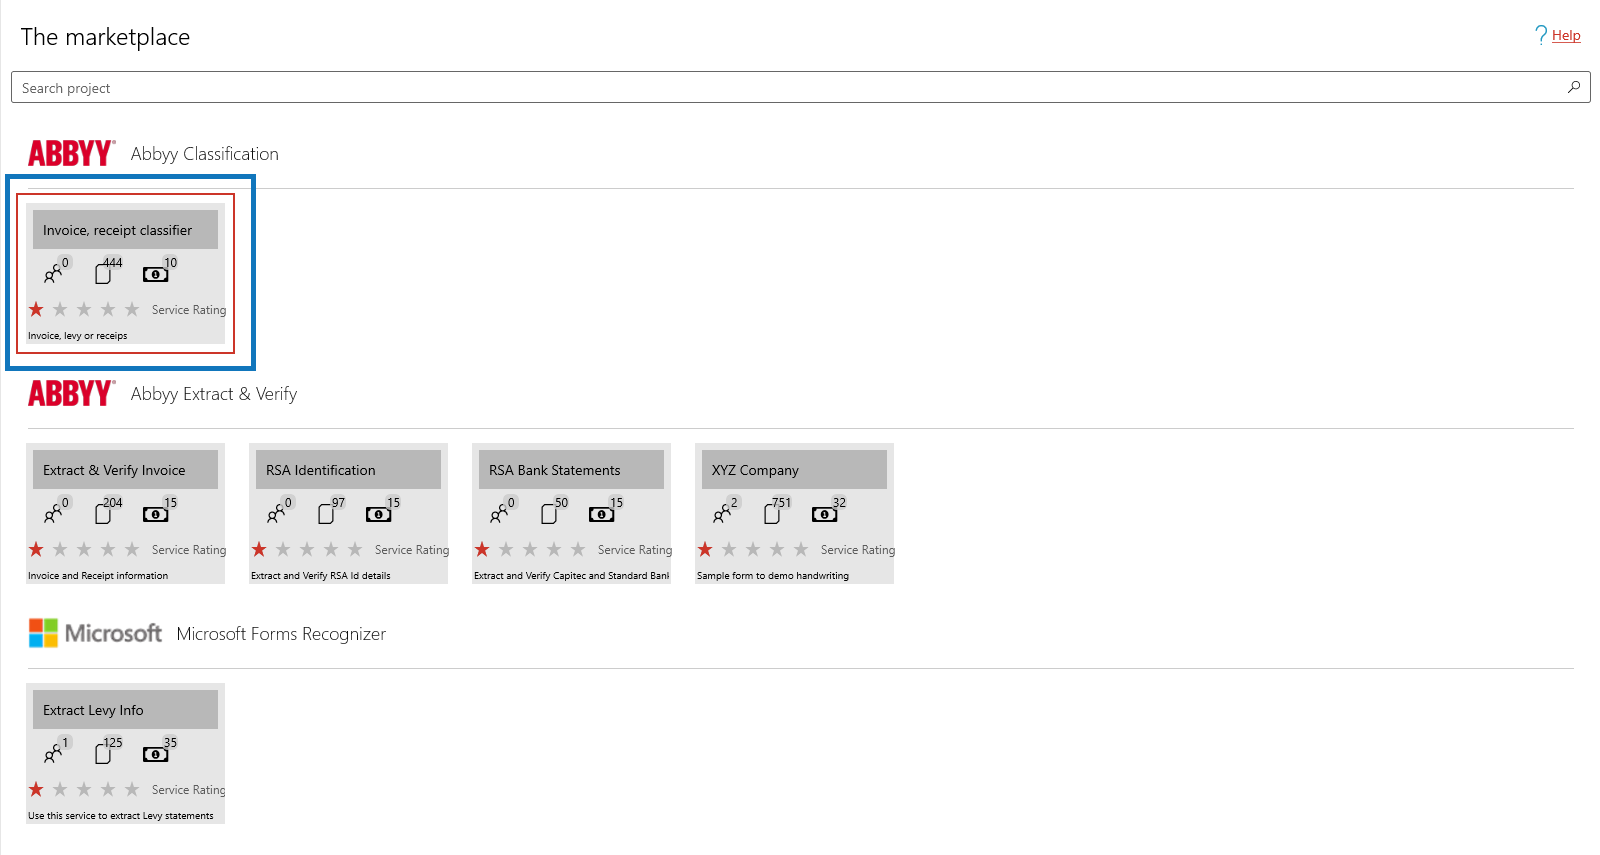 The marketplace
? Help
Search project
ABBYY® Abbyy Classification
Invoice, receipt classifier
0 444 10
Service Rating
Invoice, levy or receips
ABBYY® Abbyy Extract & Verify
Extract & Verify Invoice RSA Identification RSA Bank Statements XYZ Company
0 204 15 0 97 15 0 50 15 2 751 32
Service Rating Service Rating Service Rating Service Rating
Invoice and Receipt information Extract and Verify RSA Id details Extract and Verify Capitec and Standard Bank Sample form to demo handwriting
Microsoft Microsoft Forms Recognizer
Extract Levy Info
1 125 35
Service Rating
Use this service to extract Levy statements